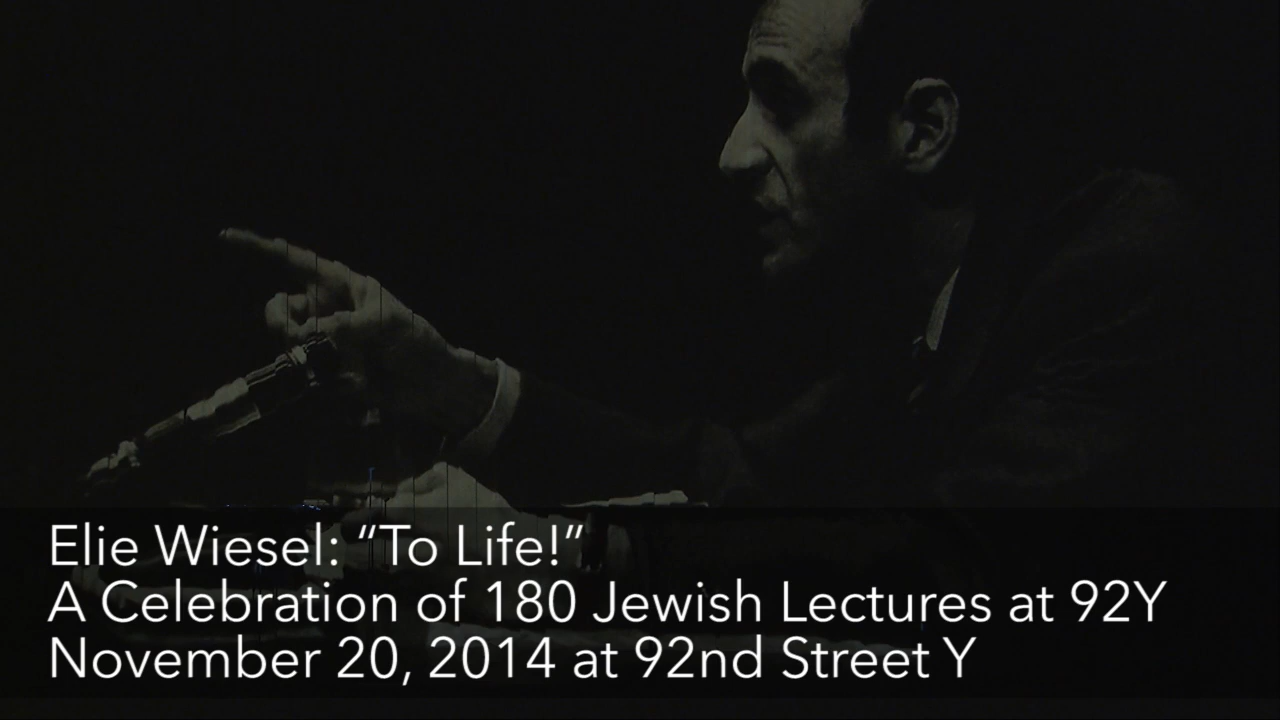 Elie Wiesel: “To Life!”
A Celebration of 180 Jewish Lectures at 92Y
November 20, 2014 at 92nd Street Y